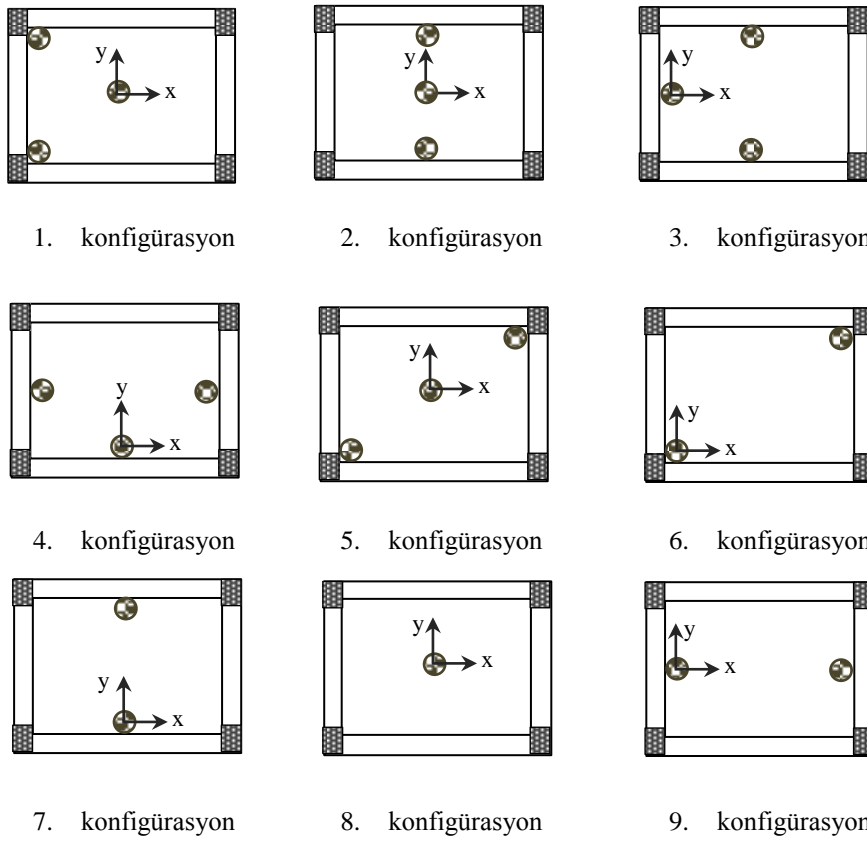 y x y x y x
1. konfigürasyon 2. konfigürasyon 3. konfigürasyon
y x y x y x
4. konfigürasyon 5. konfigürasyon 6. konfigürasyon
y x y x y x
7. konfigürasyon 8. konfigürasyon 9. konfigürasyon